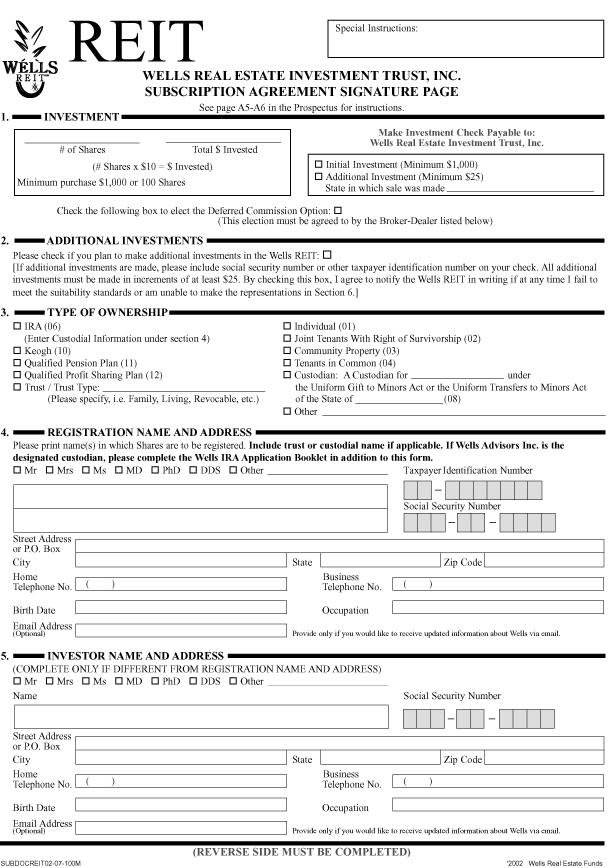 REIT
Special Instructions:
WELLS
REIT
WELLS REAL ESTATE INVESTMENT TRUST, INC.
SUBSCRIPTION AGREEMENT SIGNATURE PAGE
See page A5-A6 in the Prospectus for instructions.
1. INVESTMENT
# of Shares Total $ Invested
(# Shares x $10 = $ Invested)
Minimum purchase $1,000 or 100 Shares
Make Investment Check Payable to:
Wells Real Estate Investment Trust, Inc.
Initial Investment (Minimum $1,000)
Additional Investment (Minimum $25)
State in which sale was made
Check the following box to elect the Deferred Commission Option:
(This election must be agreed to by the Broker-Dealer listed below)
2. ADDITIONAL INVESTMENTS
Please check if you plan to make additional investments in the Wells REIT:
[If additional investments are made, please include social security number or other taxpayer identification number on your check. All additional
investments must be made in increments of at least $25. By checking this box, I agree to notify the Wells REIT in writing if at any time I fail to
meet the suitability standards or am unable to make the representations in Section 6.]
3. TYPE OF OWNERSHIP
IRA (06)
(Enter Custodial Information under section 4)
Keogh (10)
Qualified Pension Plan (11)
Qualified Profit Sharing Plan (12)
Trust / Trust Type:
(Please specify, i.e. Family, Living, Revocable, etc.)
Individual (01)
Joint Tenants With Right of Survivorship (02)
Community Property (03)
Tenants in Common (04)
Custodian: A Custodian for under
the Uniform Gift to Minors Act or the Uniform Transfers to Minors Act
of the State of (08)
Other
4. REGISTRATION NAME AND ADDRESS
Please print name(s) in which Shares are to be registered. Include trust or custodial name if applicable. If Wells Advisors Inc. is the
designated custodian, please complete the Wells IRA Application Booklet in addition to this form.
Mr Mrs Ms MD PhD DDS Other
Taxpayer Identification Number
Social Security Number
Street Address
or P.O. Box
City State Zip Code
Home
Telephone No. ( )
Business
Telephone No. ( )
Birth Date Occupation
Email Address
(Optional)
Provide only if you would like to receive updated information about Wells via email.
5. INVESTOR NAME AND ADDRESS
(COMPLETE ONLY IF DIFFERENT FROM REGISTRATION NAME AND ADDRESS)
Mr Mrs Ms MD PhD DDS Other
Name Social Security Number
Street Address
or P.O. Box
City State Zip Code
Home
Telephone No. ( )
Business
Telephone No. ( )
Birth Date Occupation
Email Address
(Optional)
Provide only if you would like to receive updated information about Wells via email.
(REVERSE SIDE MUST BE COMPLETED)
SUBDOCREIT02-07-100M '2002 Wells Real Estate Funds